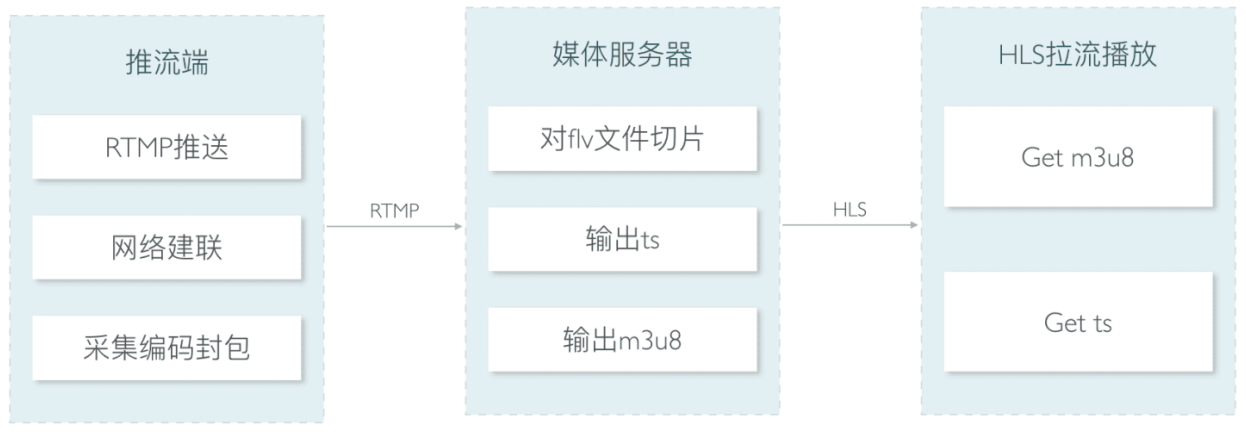 推流端
RTMP推送
网络建联
采集编码封包
RTMP
媒体服务器
对flv文件切片
输出ts
输出m3u8
HLS
HLS拉流播放
Get m3u8
Get ts